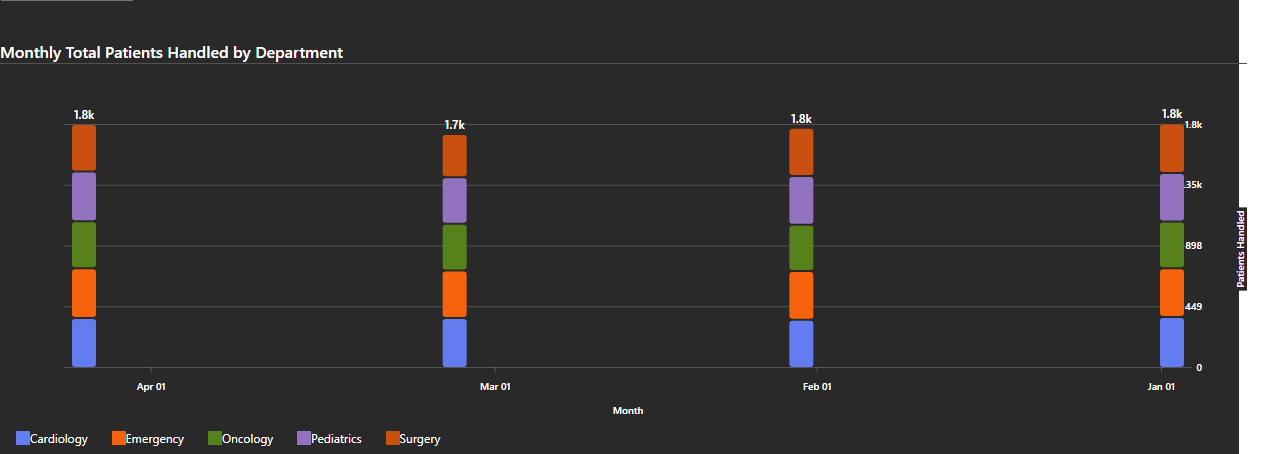 Monthly Total Patients Handled by Department
1.8k
1.7k
1.8k
1.8k
1.8k
.35k
898
449
0
Patients Handled
Apr 01
Mar 01
Feb 01
Jan 01
Month
Cardiology
Emergency
Oncology
Pediatrics
Surgery